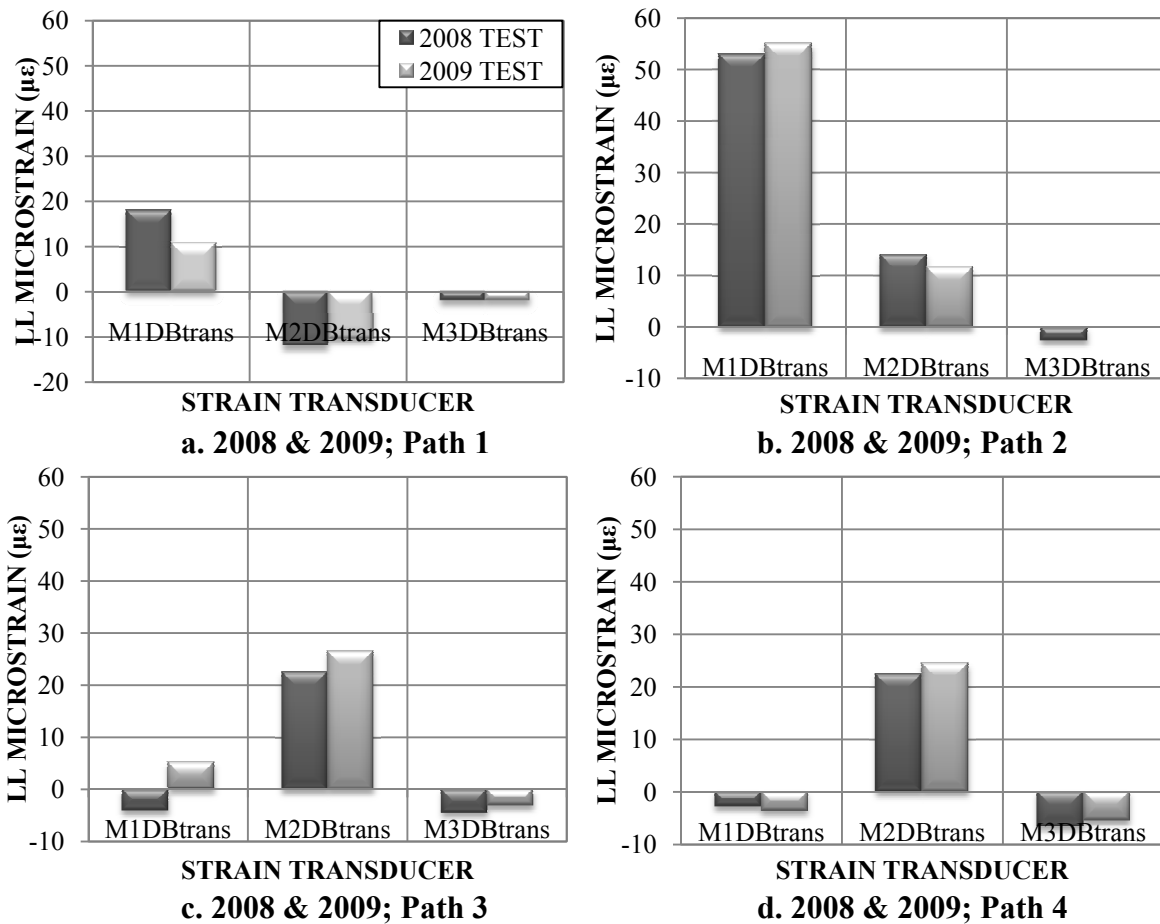 LL MICROSTRAIN (με)
60
50
40
30
20
10
0
-10
-20
2008 TEST
2009 TEST
M1DBtrans M2DBtrans M3DBtrans
STRAIN TRANSDUCER
a. 2008 & 2009; Path 1
LL MICROSTRAIN (με)
60
50
40
30
20
10
0
-10
M1DBtrans M2DBtrans M3DBtrans
STRAIN TRANSDUCER
b. 2008 & 2009; Path 2
LL MICROSTRAIN (με)
60
50
40
30
20
10
0
-10
M1DBtrans M2DBtrans M3DBtrans
STRAIN TRANSDUCER
c. 2008 & 2009; Path 3
LL MICROSTRAIN (με)
60
50
40
30
20
10
0
-10
M1DBtrans M2DBtrans M3DBtrans
STRAIN TRANSDUCER
d. 2008 & 2009; Path 4